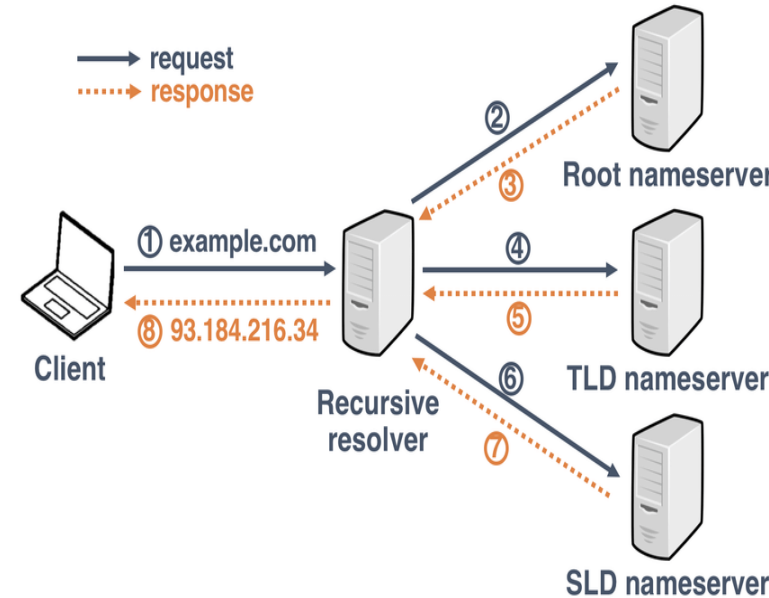 request
response
②
③
Root nameserver
① example.com
④
⑧ 93.184.216.34
⑤
Client
⑥
TLD nameserver
Recursive
resolver
⑦
SLD nameserver